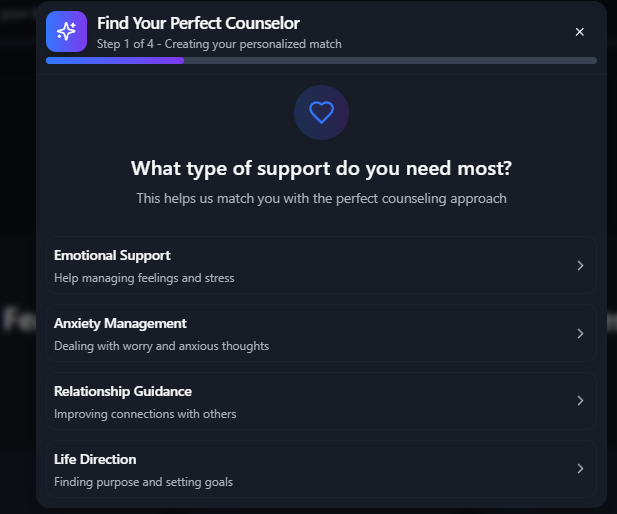 Find Your Perfect Counselor
Step 1 of 4 - Creating your personalized match
What type of support do you need most?
This helps us match you with the perfect counseling approach
Emotional Support
Help managing feelings and stress
Anxiety Management
Dealing with worry and anxious thoughts
Relationship Guidance
Improving connections with others
Life Direction
Finding purpose and setting goals